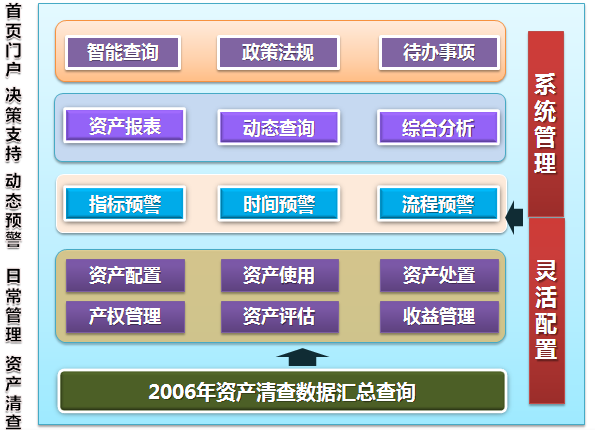 首页门户
智能查询
政策法规
待办事项
决策支持
资产报表
动态查询
综合分析
动态预警
指标预警
时间预警
流程预警
日常管理
资产配置
资产使用
资产处置
产权管理
资产评估
收益管理
资产清查
2006年资产清查数据汇总查询
系统管理
灵活配置